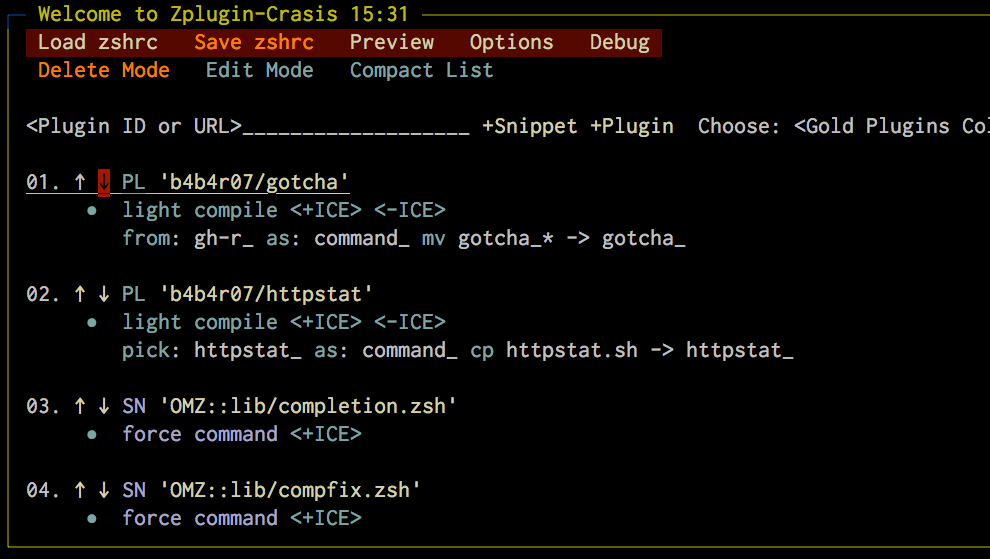 Welcome to Zplugin-Crasis 15:31
Load zshrc Save zshrc Preview Options Debug
Delete Mode Edit Mode Compact List
<Plugin ID or URL>___________________ +Snippet +Plugin Choose: <Gold Plugins Col
01. ↑ ↓ PL 'b4b4r07/gotcha'
• light compile <+ICE> <-ICE>
from: gh-r_ as: command_ mv gotcha_* -> gotcha_
02. ↑ ↓ PL 'b4b4r07/httpstat'
• light compile <+ICE> <-ICE>
pick: httpstat_ as: command_ cp httpstat.sh -> httpstat_
03. ↑ ↓ SN 'OMZ::lib/completion.zsh'
• force command <+ICE>
04. ↑ ↓ SN 'OMZ::lib/compfix.zsh'
• force command <+ICE>